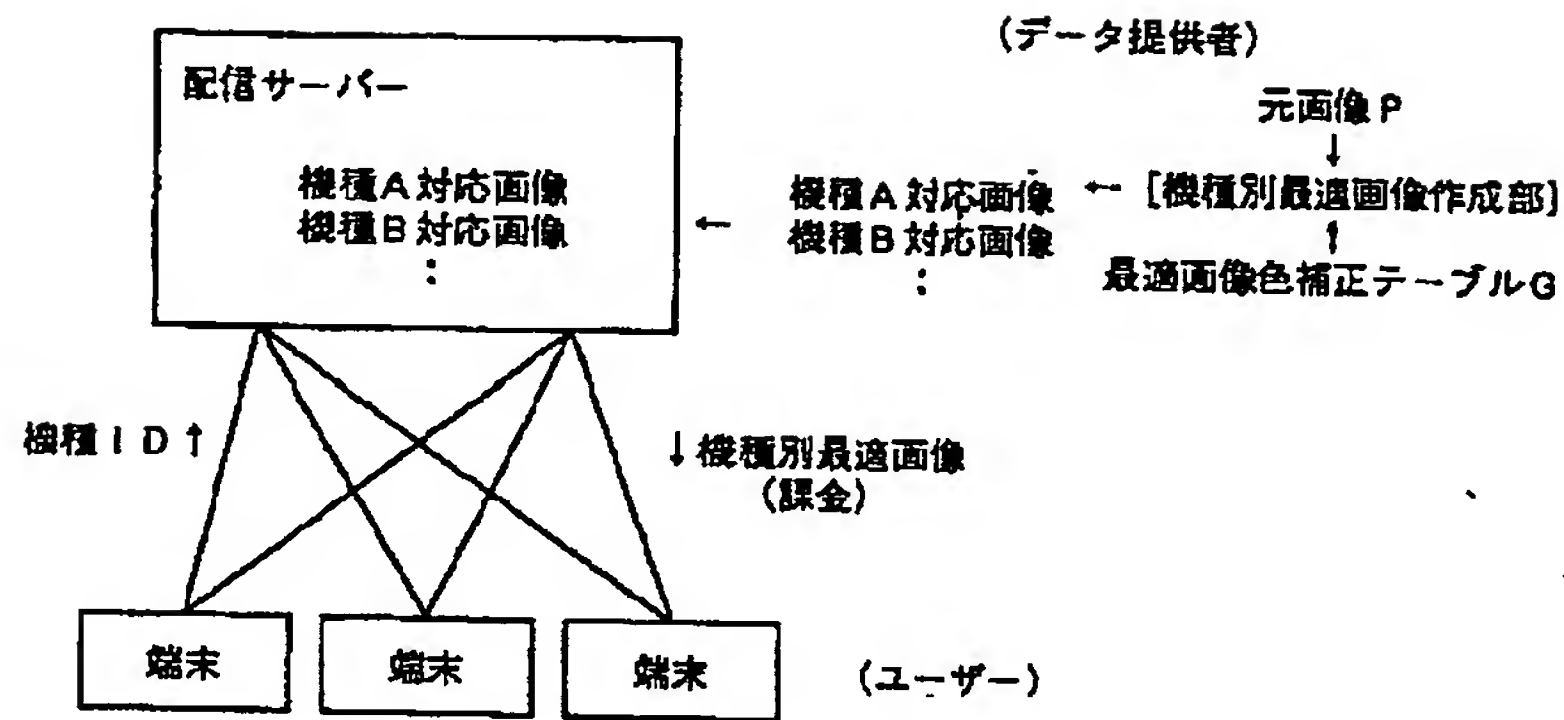 (データ提供者)
配信サーバー
元画像P
↓
機種A対応画像
機種B対応画像
:
←
機種A対応画像
機種B対応画像
:
← [機種別最適画像作成部]
↑
最適画像色補正テーブルG
機種ID↑
↓機種別最適画像
(課金)
端末
端末
端末
(ユーザー)